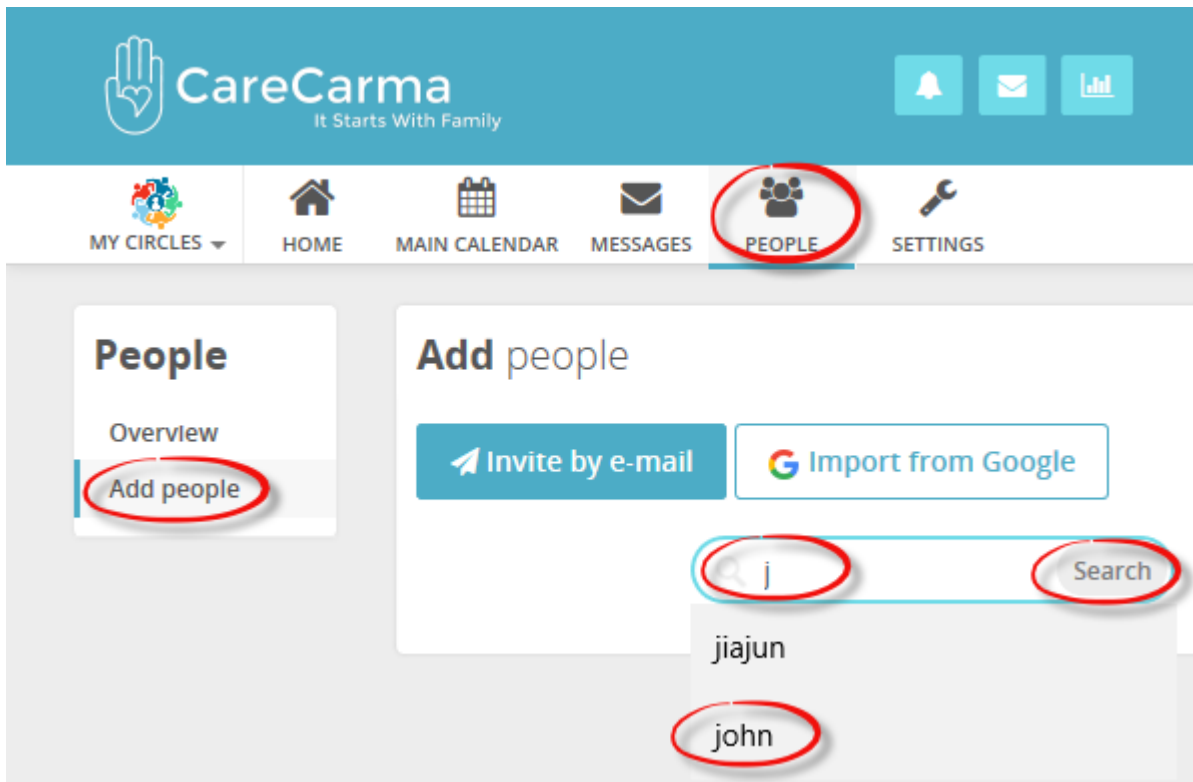 CareCarma
It Starts With Family
MY CIRCLES HOME MAIN CALENDAR MESSAGES PEOPLE SETTINGS
People
Overview
Add people
Add people
Invite by e-mail
Import from Google
j
Search
jiajun
john